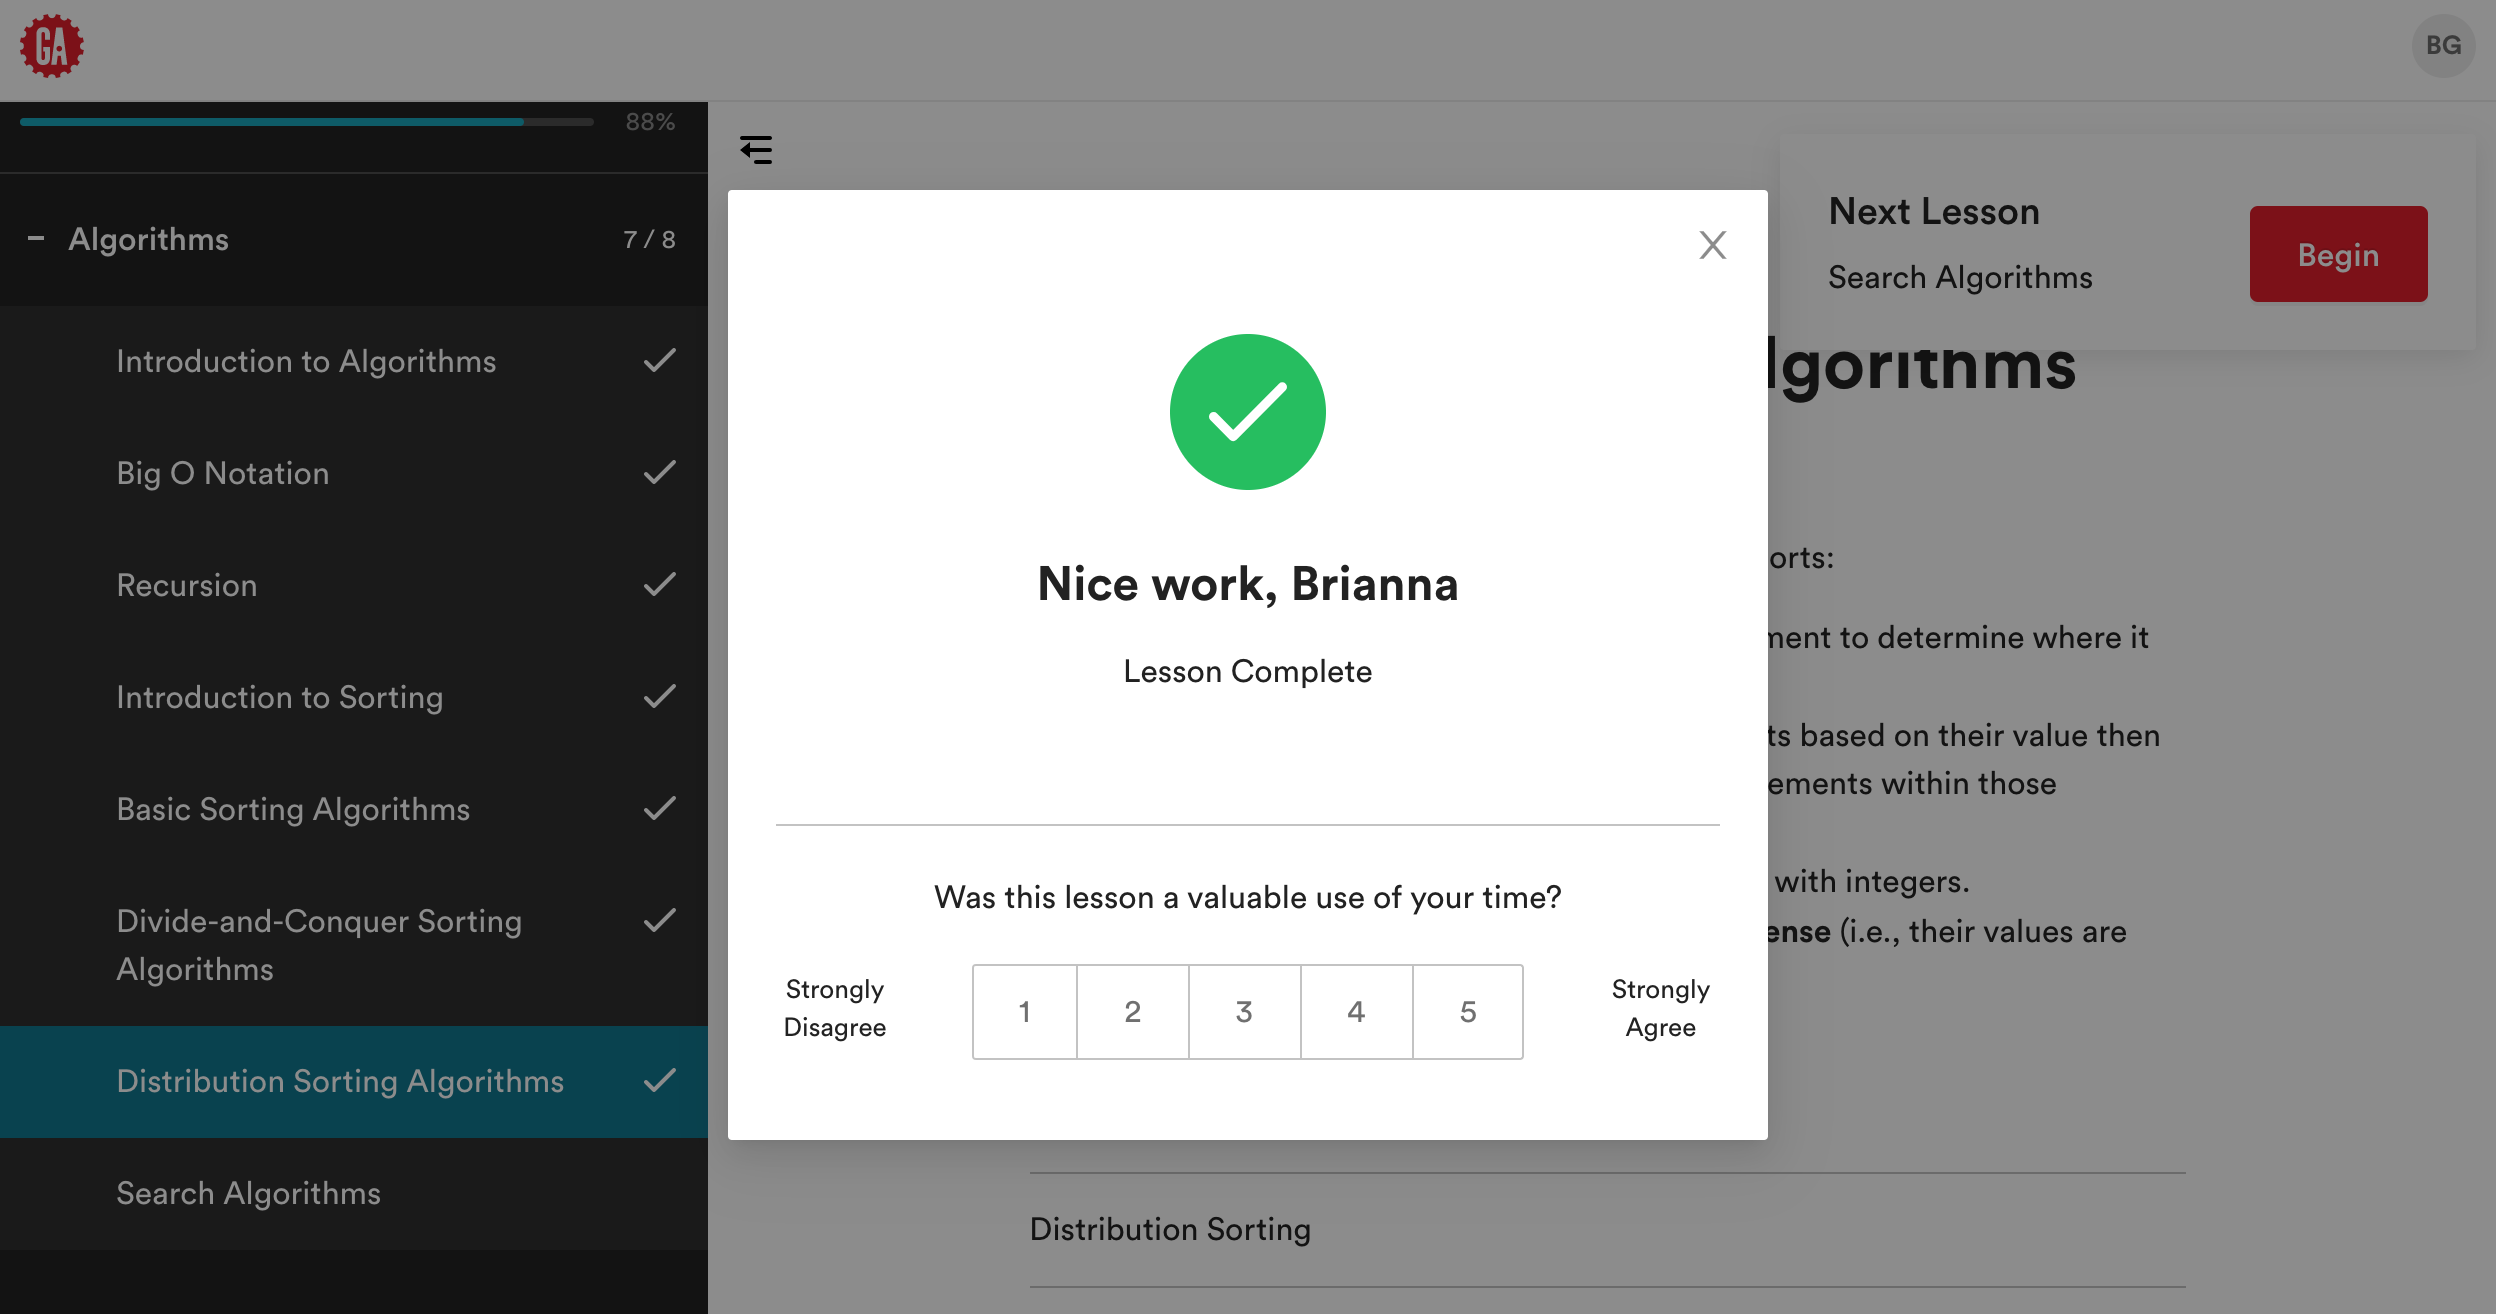 GA
BG
88%
Algorithms 7 / 8
Introduction to Algorithms
Big O Notation
Recursion
Introduction to Sorting
Basic Sorting Algorithms
Divide-and-Conquer Sorting
Algorithms
Distribution Sorting Algorithms
Search Algorithms
Next Lesson
Search Algorithms
Begin
lgorithms
orts:
ment to determine where it
ts based on their value then
ements within those
with integers.
ense (i.e., their values are
Distribution Sorting
X
Nice work, Brianna
Lesson Complete
Was this lesson a valuable use of your time?
Strongly
Disagree
1 2 3 4 5
Strongly
Agree